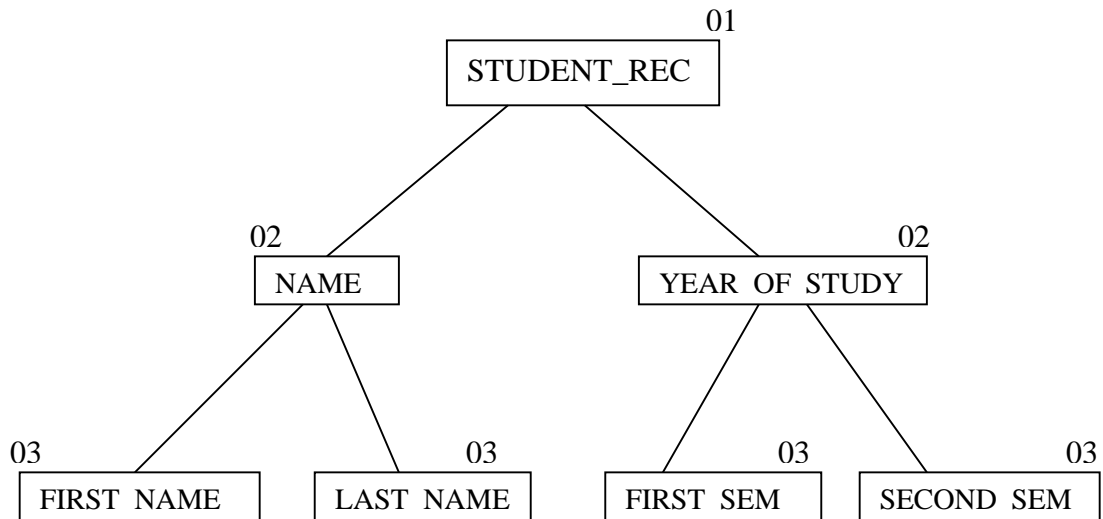 01
STUDENT_REC
02
02
NAME
YEAR OF STUDY
03
03
03
03
FIRST NAME
LAST NAME
FIRST SEM
SECOND SEM